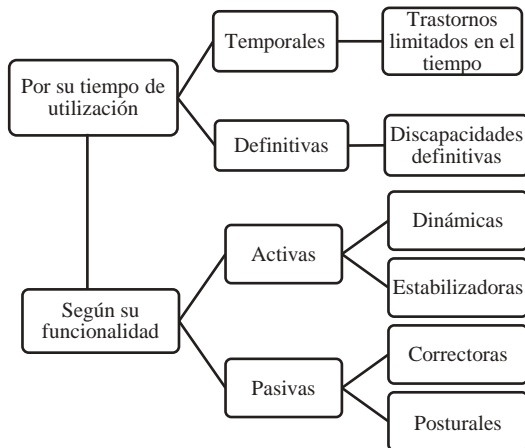 Por su tiempo de
utilización
Temporales
Trastornos
limitados en el
tiempo
Definitivas
Discapacidades
definitivas
Según su
funcionalidad
Activas
Dinámicas
Estabilizadoras
Pasivas
Correctoras
Posturales